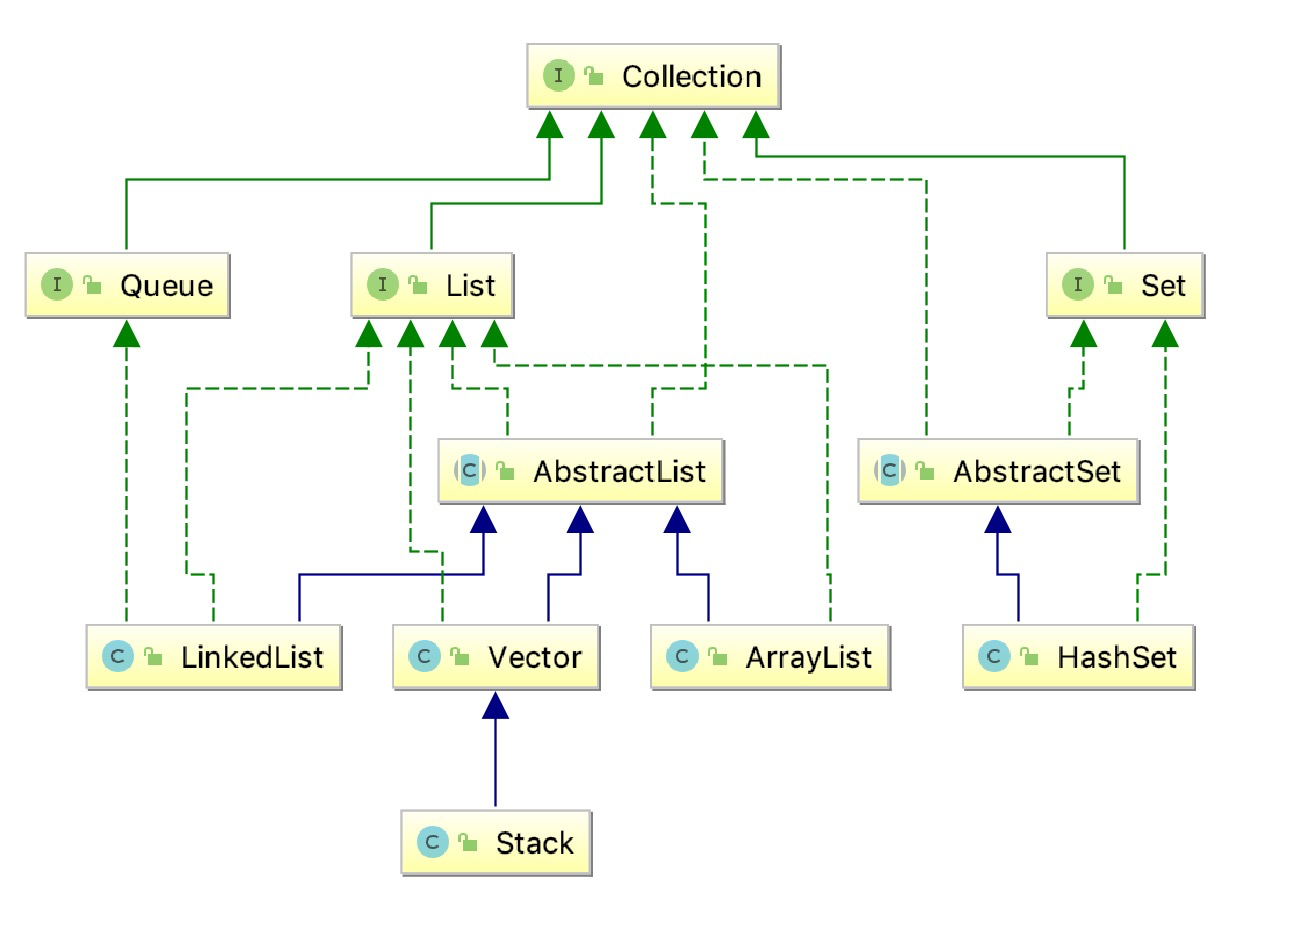 I Collection
I Queue
I List
I Set
C AbstractList
C AbstractSet
C LinkedList
C Vector
C ArrayList
C HashSet
C Stack